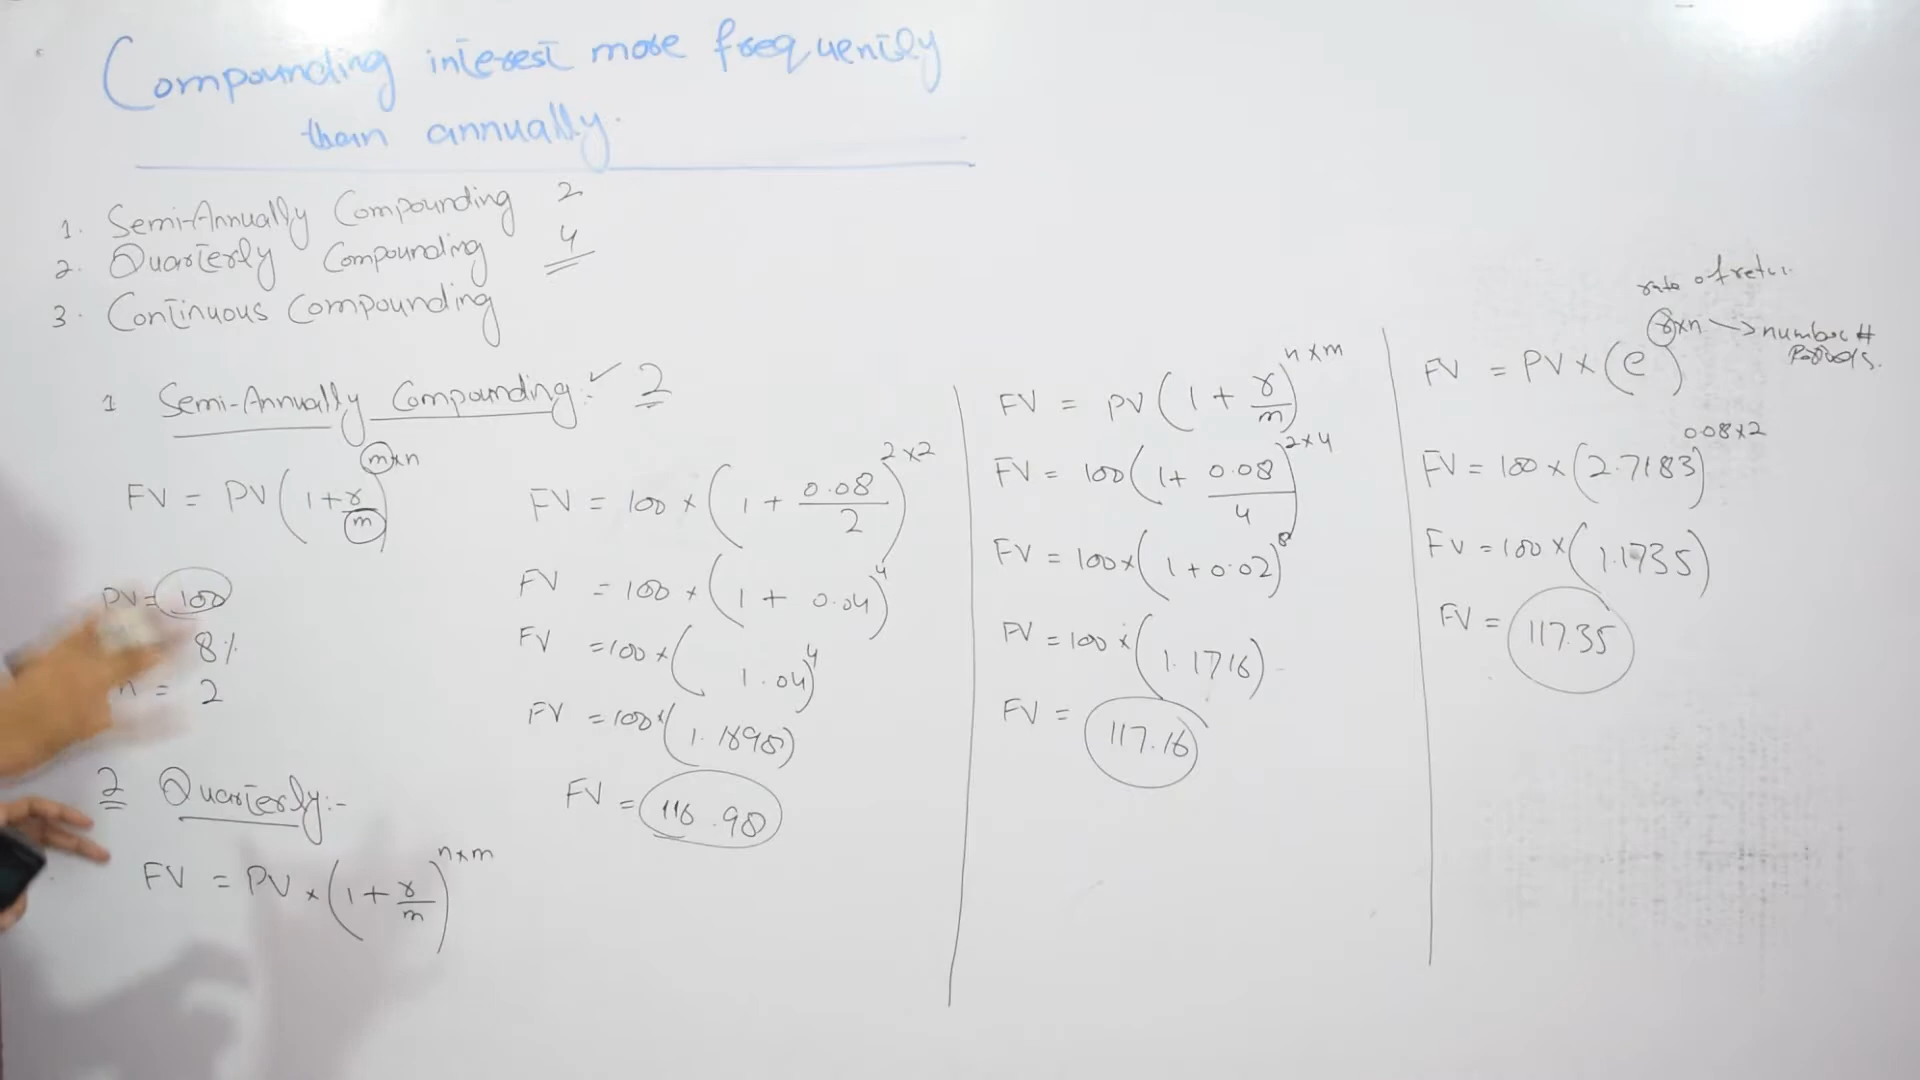 Compounding interest more frequently
than annually.
1. Semi-Annually Compounding 2
2. Quarterly Compounding 4
3. Continuous Compounding
1 Semi-Annually Compounding:- ✓ 2
FV = PV (1 + r/m)^m×n
PV = 100
8%
n = 2
2 Quarterly:-
FV = PV × (1 + r/m)^n×m
FV = 100 × (1 + 0.08/2)^2×2
FV = 100 × (1 + 0.04)^4
FV = 100 × (1.04)^4
FV = 100 × (1.1698)
FV = 116.98
FV = PV (1 + r/m)^n×m
FV = 100 (1 + 0.08/4)^2×4
FV = 100 × (1 + 0.02)^8
PV = 100 × (1.1716)
FV = 117.16
rate of retu
FV = PV × (e)^r×n → number #
Periods.
FV = 100 × (2.7183)^0.08×2
FV = 100 × (1.1735)
FV = 117.35